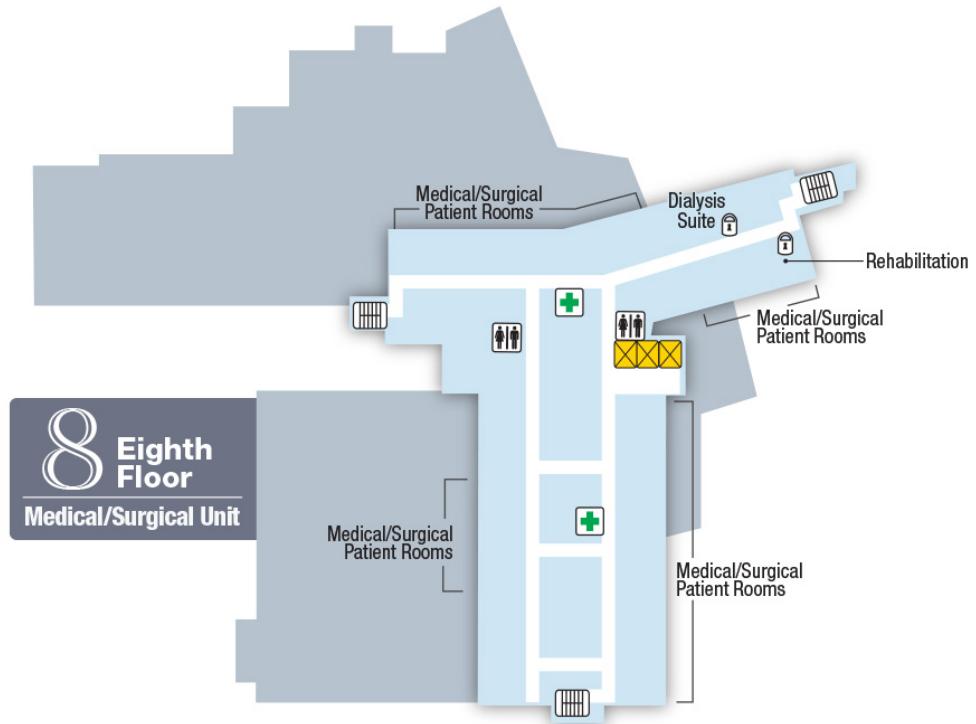 Medical/Surgical
Patient Rooms
Dialysis
Suite
Rehabilitation
Medical/Surgical
Patient Rooms
8
Eighth
Floor
Medical/Surgical Unit
Medical/Surgical
Patient Rooms
Medical/Surgical
Patient Rooms